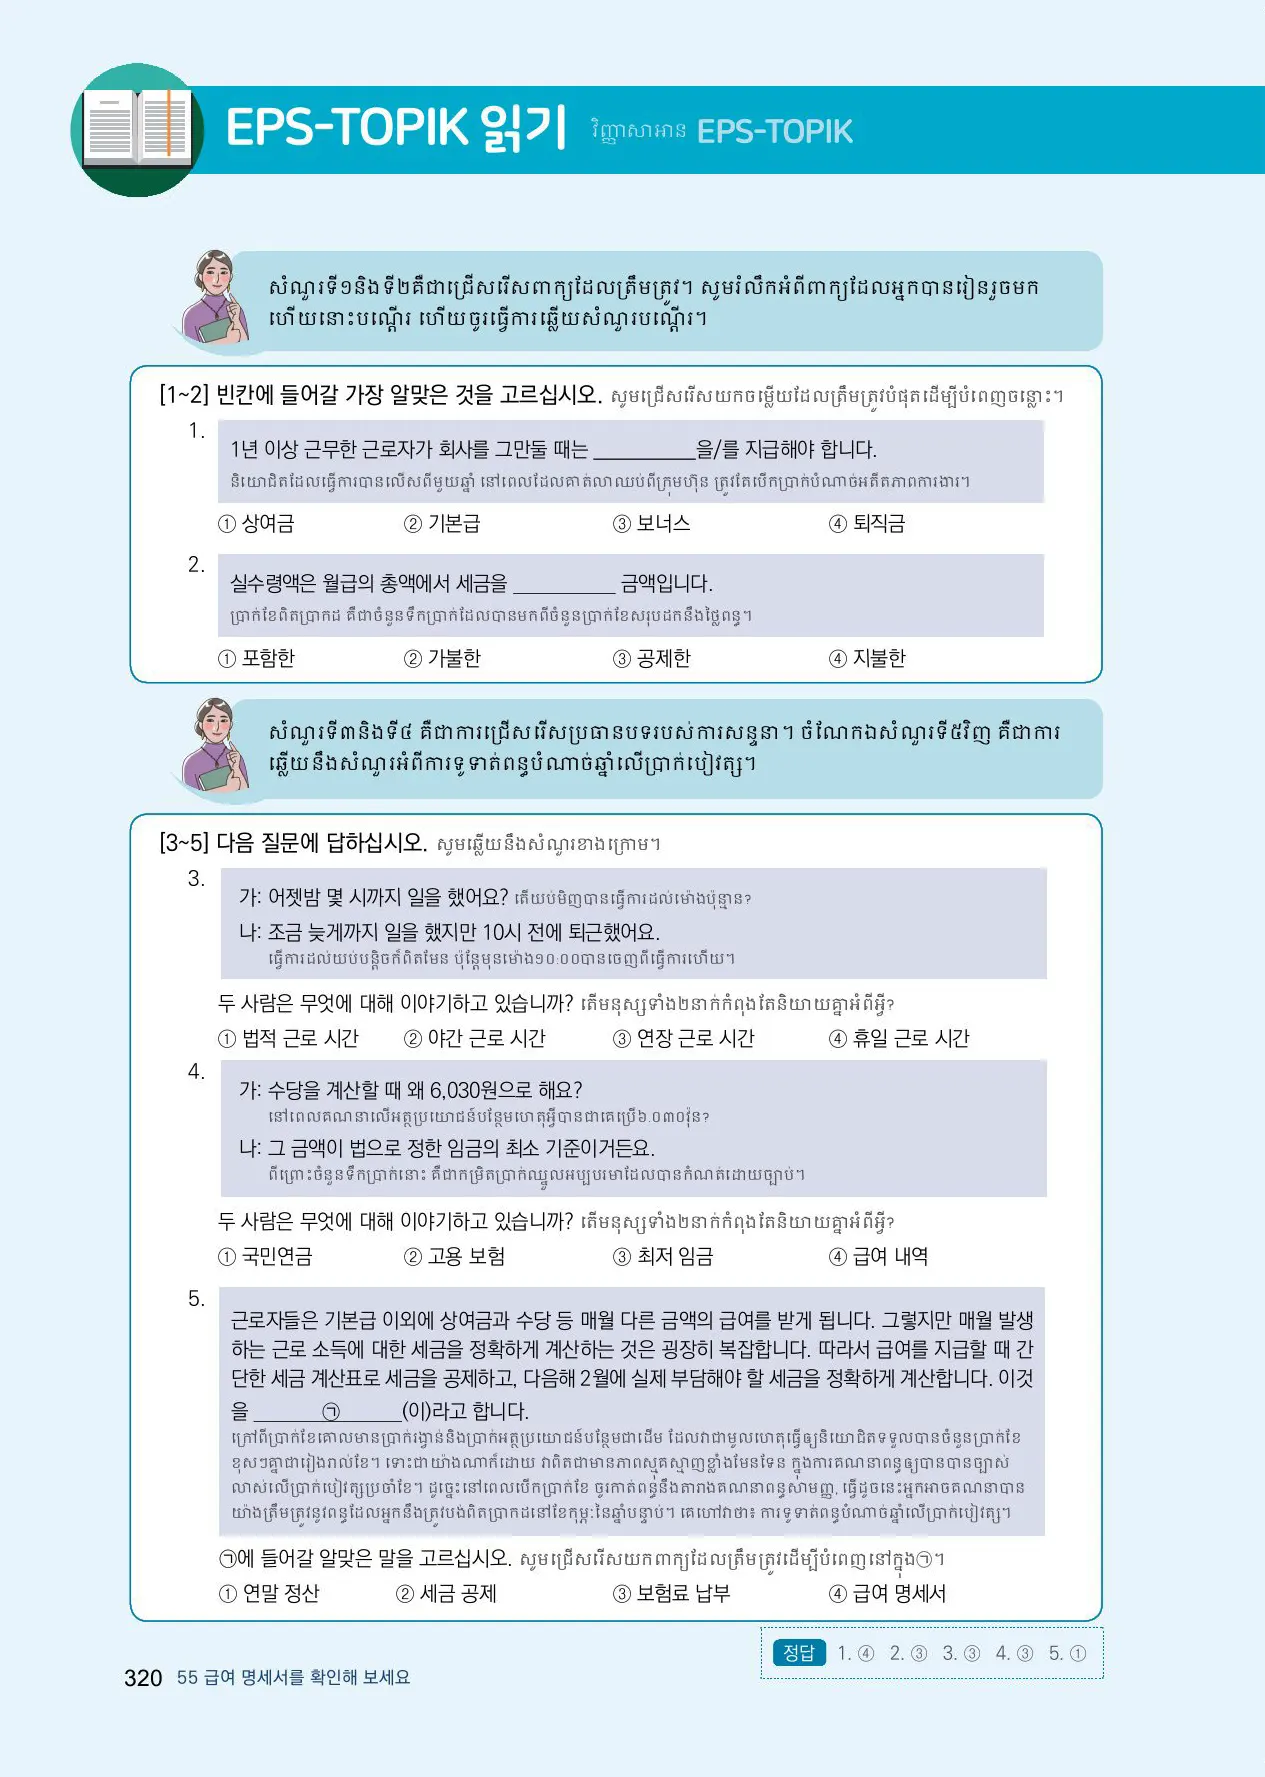 EPS-TOPIK 읽기 វិញ្ញាសាអាន EPS-TOPIK
សំណួរទី១និងទី២គឺជាជ្រើសរើសពាក្យដែលត្រឹមត្រូវ។ សូមរំលឹកអំពីពាក្យដែលអ្នកបានរៀនរួចមក
ហើយនោះបណ្តើរ ហើយចូរធ្វើការឆ្លើយសំណួរបណ្តើរ។
[1~2] 빈칸에 들어갈 가장 알맞은 것을 고르십시오. សូមជ្រើសរើសយកចម្លើយដែលត្រឹមត្រូវបំផុតដើម្បីបំពេញចន្លោះ។
1.
1년 이상 근무한 근로자가 회사를 그만둘 때는 __________을/를 지급해야 합니다.
និយោជិតដែលធ្វើការបានលើសពីមួយឆ្នាំ នៅពេលដែលគាត់លាឈប់ពីក្រុមហ៊ុន ត្រូវតែបើកប្រាក់បំណាច់អតីតភាពការងារ។
① 상여금 ② 기본급 ③ 보너스 ④ 퇴직금
2.
실수령액은 월급의 총액에서 세금을 __________ 금액입니다.
ប្រាក់ខែពិតប្រាកដ គឺជាចំនួនទឹកប្រាក់ដែលបានមកពីចំនួនប្រាក់ខែសរុបដកនឹងថ្លៃពន្ធ។
① 포함한 ② 가불한 ③ 공제한 ④ 지불한
សំណួរទី៣និងទី៤ គឺជាការជ្រើសរើសប្រធានបទរបស់ការសន្ទនា។ ចំណែកឯសំណួរទី៥វិញ គឺជាការ
ឆ្លើយនឹងសំណួរអំពីការទូទាត់ពន្ធបំណាច់ឆ្នាំលើប្រាក់បៀវត្ស។
[3~5] 다음 질문에 답하십시오. សូមឆ្លើយនឹងសំណួរខាងក្រោម។
3.
가: 어젯밤 몇 시까지 일을 했어요? តើយប់មិញបានធ្វើការដល់ម៉ោងប៉ុន្មាន?
나: 조금 늦게까지 일을 했지만 10시 전에 퇴근했어요.
ធ្វើការដល់យប់បន្តិចក៏ពិតមែន ប៉ុន្តែមុនម៉ោង១០:០០បានចេញពីធ្វើការហើយ។
두 사람은 무엇에 대해 이야기하고 있습니까? តើមនុស្សទាំង២នាក់កំពុងតែនិយាយគ្នាអំពីអ្វី?
① 법적 근로 시간 ② 야간 근로 시간 ③ 연장 근로 시간 ④ 휴일 근로 시간
4.
가: 수당을 계산할 때 왜 6,030원으로 해요?
នៅពេលគណនាលើអត្ថប្រយោជន៍បន្ថែមហេតុអ្វីបានជាគេប្រើ៦.០៣០វ៉ុន?
나: 그 금액이 법으로 정한 임금의 최소 기준이거든요.
ពីព្រោះចំនួនទឹកប្រាក់នោះ គឺជាកម្រិតប្រាក់ឈ្នួលអប្បបរមាដែលបានកំណត់ដោយច្បាប់។
두 사람은 무엇에 대해 이야기하고 있습니까? តើមនុស្សទាំង២នាក់កំពុងតែនិយាយគ្នាអំពីអ្វី?
① 국민연금 ② 고용 보험 ③ 최저 임금 ④ 급여 내역
5.
근로자들은 기본급 이외에 상여금과 수당 등 매월 다른 금액의 급여를 받게 됩니다. 그렇지만 매월 발생
하는 근로 소득에 대한 세금을 정확하게 계산하는 것은 굉장히 복잡합니다. 따라서 급여를 지급할 때 간
단한 세금 계산표로 세금을 공제하고, 다음해 2월에 실제 부담해야 할 세금을 정확하게 계산합니다. 이것
을 ______㉠______(이)라고 합니다.
ក្រៅពីប្រាក់ខែគោលមានប្រាក់រង្វាន់និងប្រាក់អត្ថប្រយោជន៍បន្ថែមជាដើម ដែលវាជាមូលហេតុធ្វើឲ្យនិយោជិតទទួលបានចំនួនប្រាក់ខែ
ខុសៗគ្នាជារៀងរាល់ខែ។ ទោះជាយ៉ាងណាក៏ដោយ វាពិតជាមានភាពស្មុគស្មាញខ្លាំងមែនទែន ក្នុងការគណនាពន្ធឲ្យបានបានច្បាស់
លាស់លើប្រាក់បៀវត្សប្រចាំខែ។ ដូច្នេះនៅពេលបើកប្រាក់ខែ ចូរកាត់ពន្ធនឹងតារាងគណនាពន្ធសាមញ្ញ, ធ្វើដូចនេះអ្នកអាចគណនាបាន
យ៉ាងត្រឹមត្រូវនូវពន្ធដែលអ្នកនឹងត្រូវបង់ពិតប្រាកដនៅខែកុម្ភៈនៃឆ្នាំបន្ទាប់។ គេហៅវាថា៖ ការទូទាត់ពន្ធបំណាច់ឆ្នាំលើប្រាក់បៀវត្ស។
㉠에 들어갈 알맞은 말을 고르십시오. សូមជ្រើសរើសយកពាក្យដែលត្រឹមត្រូវដើម្បីបំពេញនៅក្នុង㉠។
① 연말 정산 ② 세금 공제 ③ 보험료 납부 ④ 급여 명세서
정답 1. ④ 2. ③ 3. ③ 4. ③ 5. ①
320 55 급여 명세서를 확인해 보세요